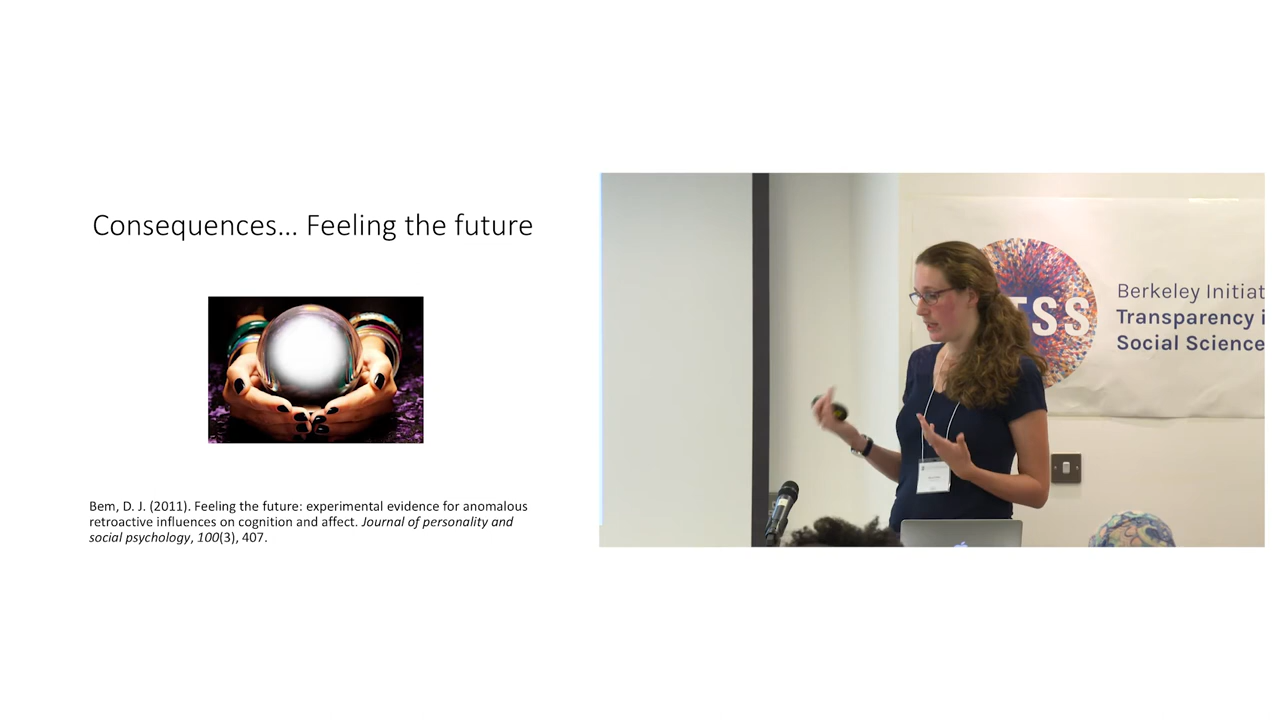 Consequences... Feeling the future
Bem, D. J. (2011). Feeling the future: experimental evidence for anomalous
retroactive influences on cognition and affect. Journal of personality and
social psychology, 100(3), 407.
TSS
Berkeley Initiat
Transparency i
Social Science